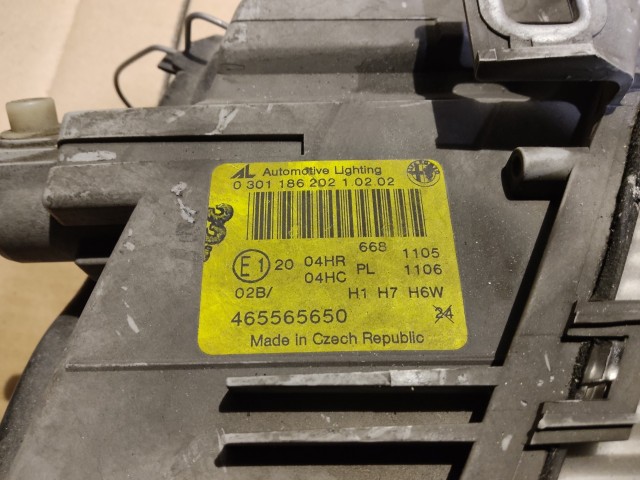 AL Automotive Lighting
0 301 186 202 1.02.02
668
E1 20 04HR PL 1105
04HC 1106
02B/ H1 H7 H6W
465565650 24
Made in Czech Republic